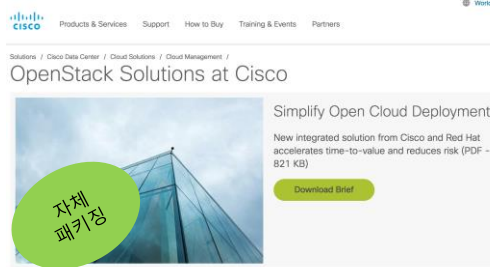 Worl
CISCO
Products & Services Support How to Buy Training & Events Partners
Solutions / Cisco Data Center / Cloud Solutions / Cloud Management /
OpenStack Solutions at Cisco
Simplify Open Cloud Deployment
New integrated solution from Cisco and Red Hat
accelerates time-to-value and reduces risk (PDF -
821 KB)
Download Brief
자체
패키징